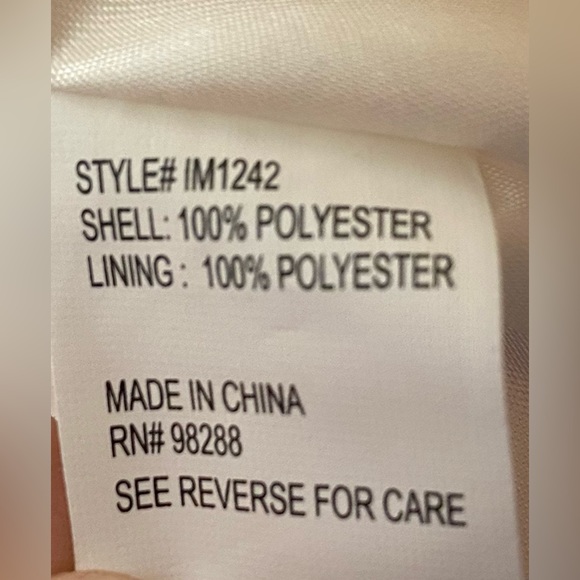 STYLE# IM1242
SHELL: 100% POLYESTER
LINING : 100% POLYESTER
MADE IN CHINA
RN# 98288
SEE REVERSE FOR CARE